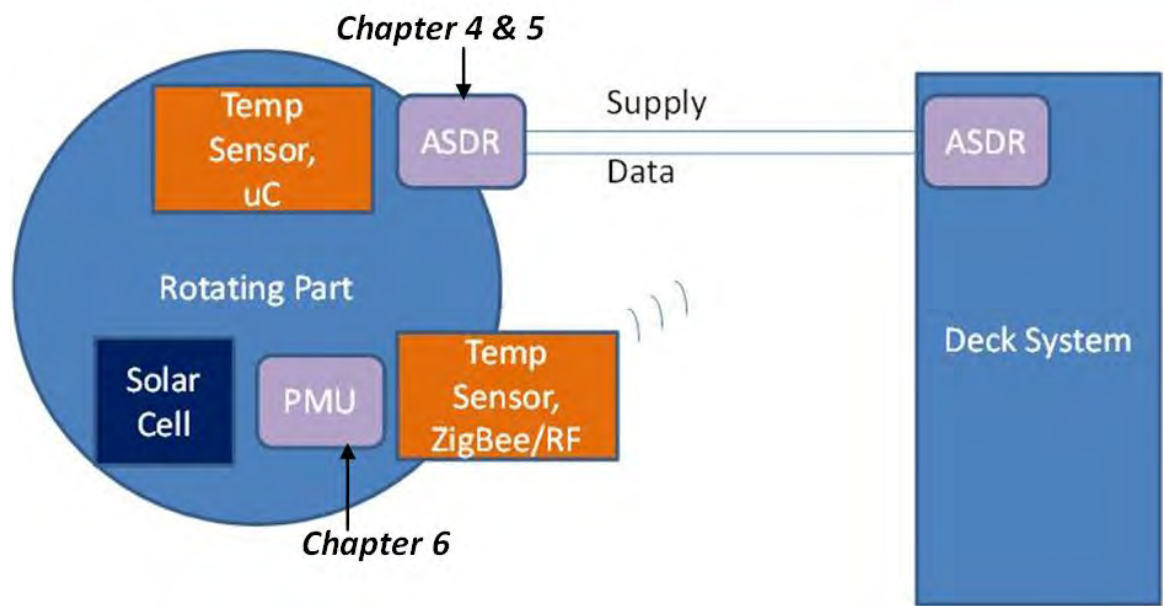 Chapter 4 & 5
Temp
Sensor,
uC
ASDR
Supply
Data
ASDR
Rotating Part
Deck System
Solar
Cell
PMU
Temp
Sensor,
ZigBee/RF
Chapter 6